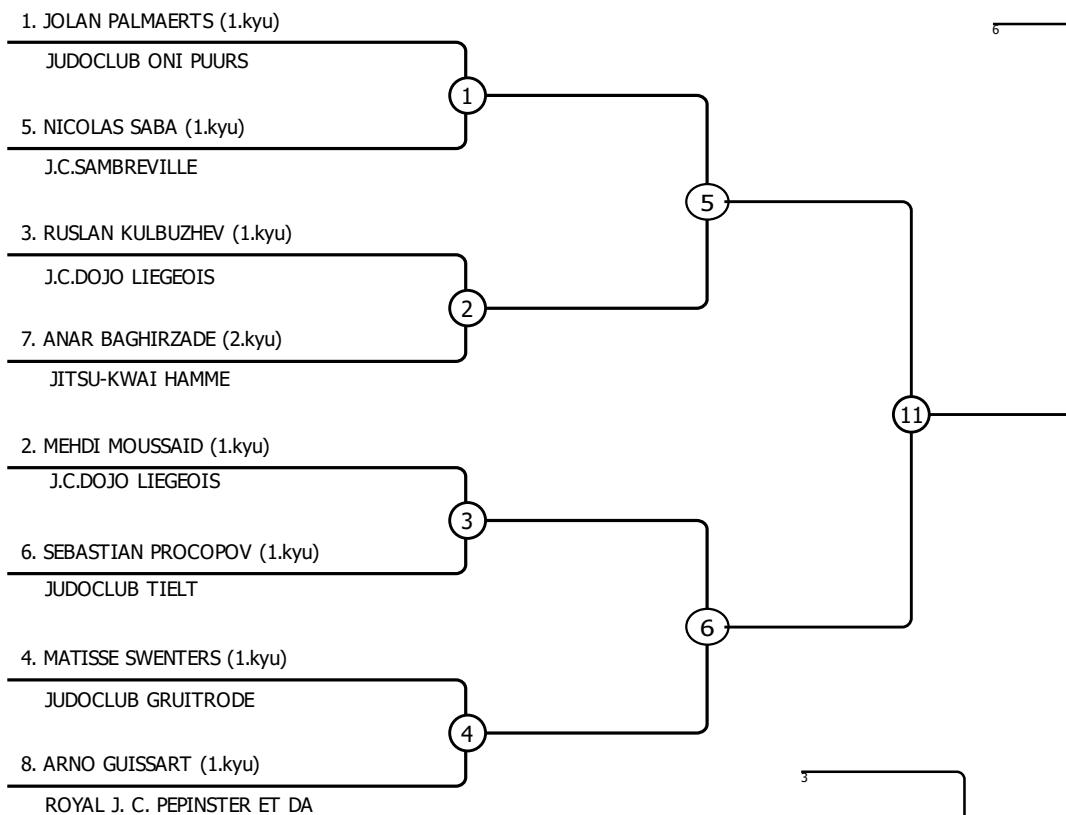 1. JOLAN PALMAERTS (1.kyu)
6
JUDOCLUB ONI PUURS
1
5. NICOLAS SABA (1.kyu)
J.C.SAMBREVILLE
5
3. RUSLAN KULBUZHEV (1.kyu)
J.C.DOJO LIEGEOIS
2
7. ANAR BAGHIRZADE (2.kyu)
JITSU-KWAI HAMME
11
2. MEHDI MOUSSAID (1.kyu)
J.C.DOJO LIEGEOIS
3
6. SEBASTIAN PROCOPOV (1.kyu)
JUDOCLUB TIELT
6
4. MATISSE SWENTERS (1.kyu)
JUDOCLUB GRUITRODE
4
8. ARNO GUISSART (1.kyu)
3
ROYAL J. C. PEPINSTER ET DA